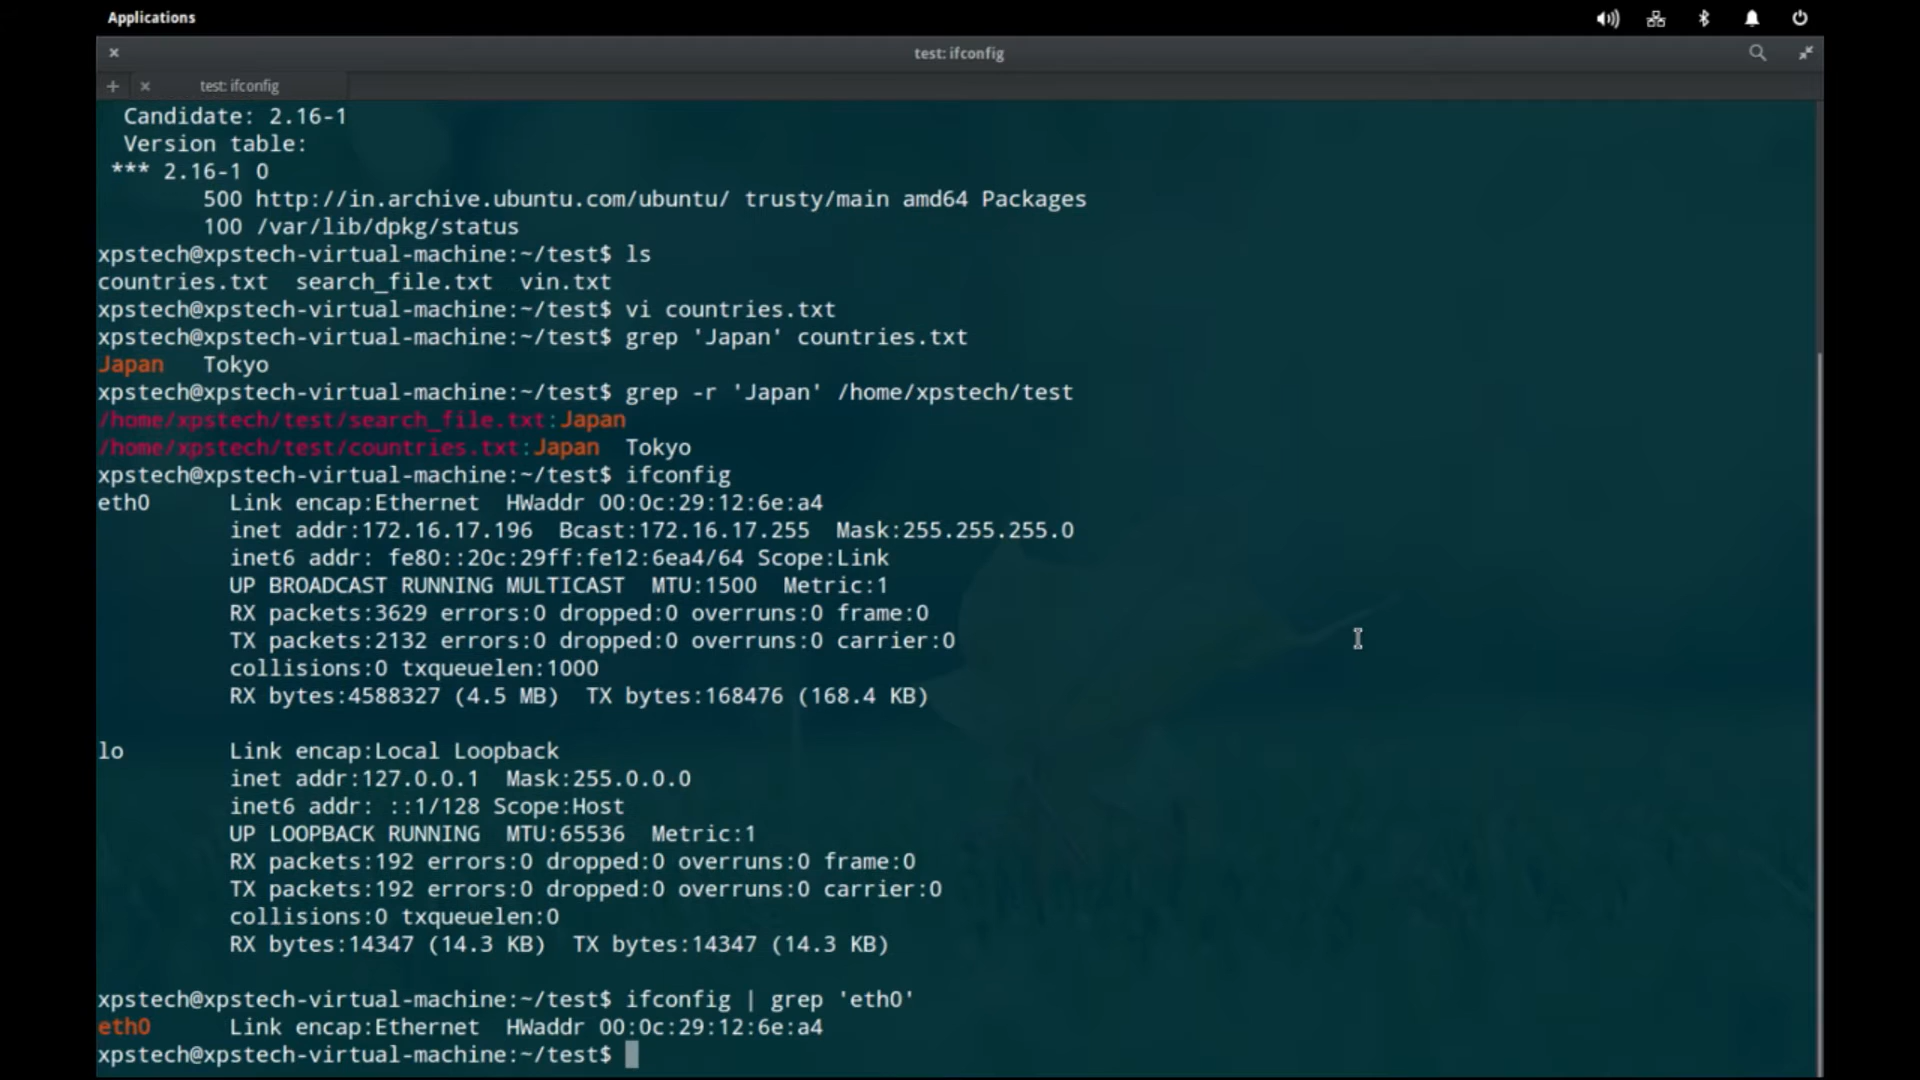 Applications
test: ifconfig
test: ifconfig
Candidate: 2.16-1
Version table:
*** 2.16-1 0
500 http://in.archive.ubuntu.com/ubuntu/ trusty/main amd64 Packages
100 /var/lib/dpkg/status
xpstech@xpstech-virtual-machine:~/test$ ls
countries.txt  search_file.txt  vin.txt
xpstech@xpstech-virtual-machine:~/test$ vi countries.txt
xpstech@xpstech-virtual-machine:~/test$ grep 'Japan' countries.txt
Japan   Tokyo
xpstech@xpstech-virtual-machine:~/test$ grep -r 'Japan' /home/xpstech/test
/home/xpstech/test/search_file.txt:Japan
/home/xpstech/test/countries.txt:Japan  Tokyo
xpstech@xpstech-virtual-machine:~/test$ ifconfig
eth0      Link encap:Ethernet  HWaddr 00:0c:29:12:6e:a4
inet addr:172.16.17.196  Bcast:172.16.17.255  Mask:255.255.255.0
inet6 addr: fe80::20c:29ff:fe12:6ea4/64 Scope:Link
UP BROADCAST RUNNING MULTICAST  MTU:1500  Metric:1
RX packets:3629 errors:0 dropped:0 overruns:0 frame:0
TX packets:2132 errors:0 dropped:0 overruns:0 carrier:0
collisions:0 txqueuelen:1000
RX bytes:4588327 (4.5 MB)  TX bytes:168476 (168.4 KB)
lo        Link encap:Local Loopback
inet addr:127.0.0.1  Mask:255.0.0.0
inet6 addr: ::1/128 Scope:Host
UP LOOPBACK RUNNING  MTU:65536  Metric:1
RX packets:192 errors:0 dropped:0 overruns:0 frame:0
TX packets:192 errors:0 dropped:0 overruns:0 carrier:0
collisions:0 txqueuelen:0
RX bytes:14347 (14.3 KB)  TX bytes:14347 (14.3 KB)
xpstech@xpstech-virtual-machine:~/test$ ifconfig | grep 'eth0'
eth0      Link encap:Ethernet  HWaddr 00:0c:29:12:6e:a4
xpstech@xpstech-virtual-machine:~/test$